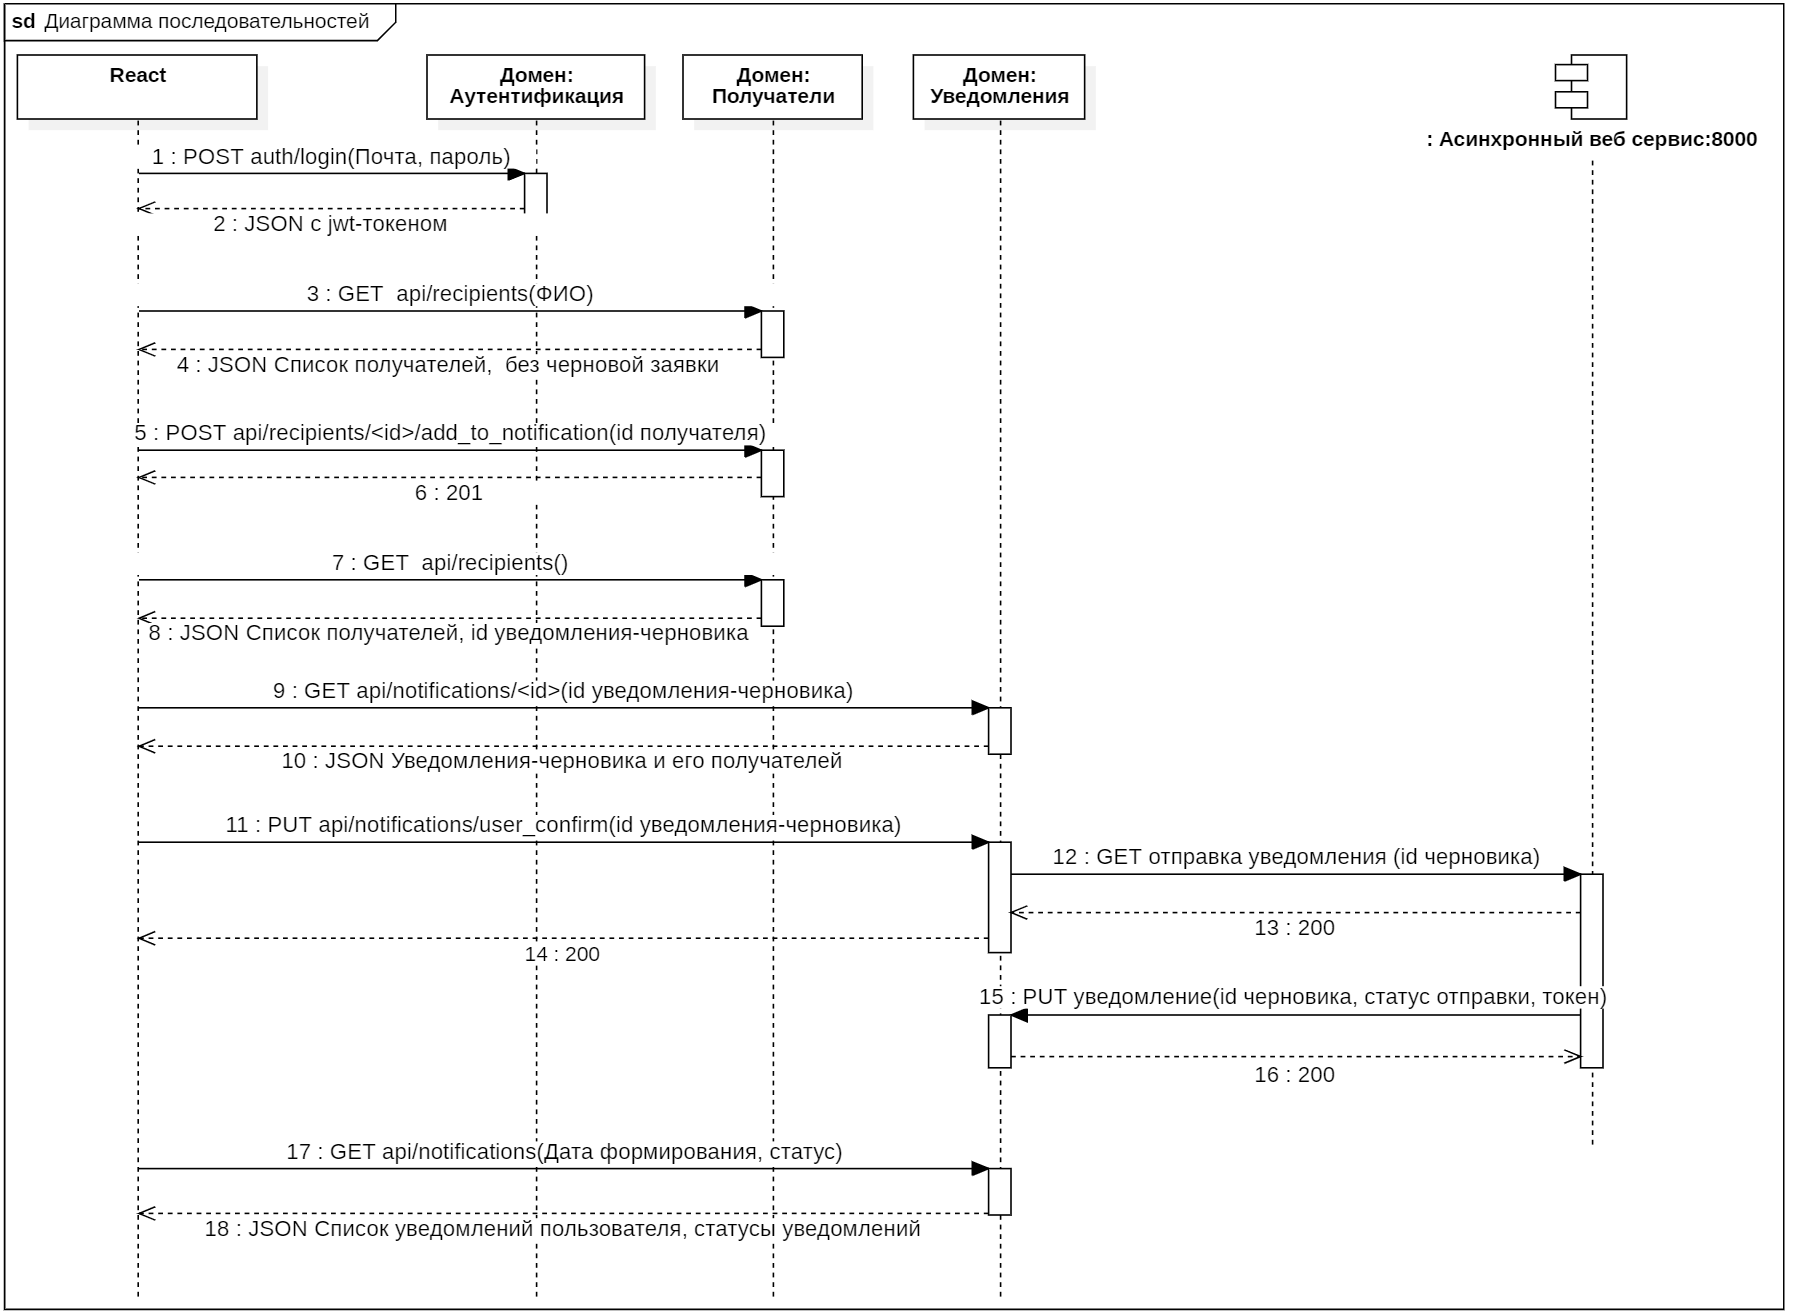 sd Диаграмма последовательностей
React
Домен:
Аутентификация
Домен:
Получатели
Домен:
Уведомления
: Асинхронный веб сервис:8000
1 : POST auth/login(Почта, пароль)
2 : JSON с jwt-токеном
3 : GET  api/recipients(ФИО)
4 : JSON Список получателей,  без черновой заявки
5 : POST api/recipients/<id>/add_to_notification(id получателя)
6 : 201
7 : GET  api/recipients()
8 : JSON Список получателей, id уведомления-черновика
9 : GET api/notifications/<id>(id уведомления-черновика)
10 : JSON Уведомления-черновика и его получателей
11 : PUT api/notifications/user_confirm(id уведомления-черновика)
12 : GET отправка уведомления (id черновика)
13 : 200
14 : 200
15 : PUT уведомление(id черновика, статус отправки, токен)
16 : 200
17 : GET api/notifications(Дата формирования, статус)
18 : JSON Список уведомлений пользователя, статусы уведомлений